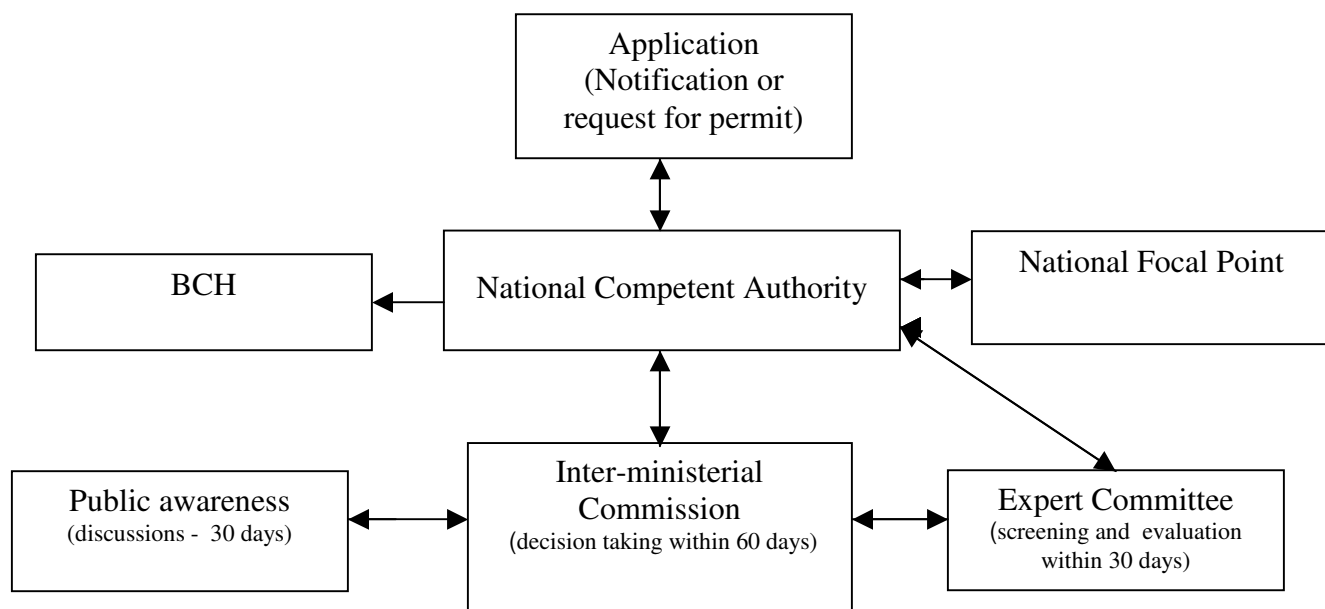 Application
(Notification or
request for permit)
BCH
National Competent Authority
National Focal Point
Public awareness
(discussions - 30 days)
Inter-ministerial
Commission
(decision taking within 60 days)
Expert Committee
(screening and evaluation
within 30 days)